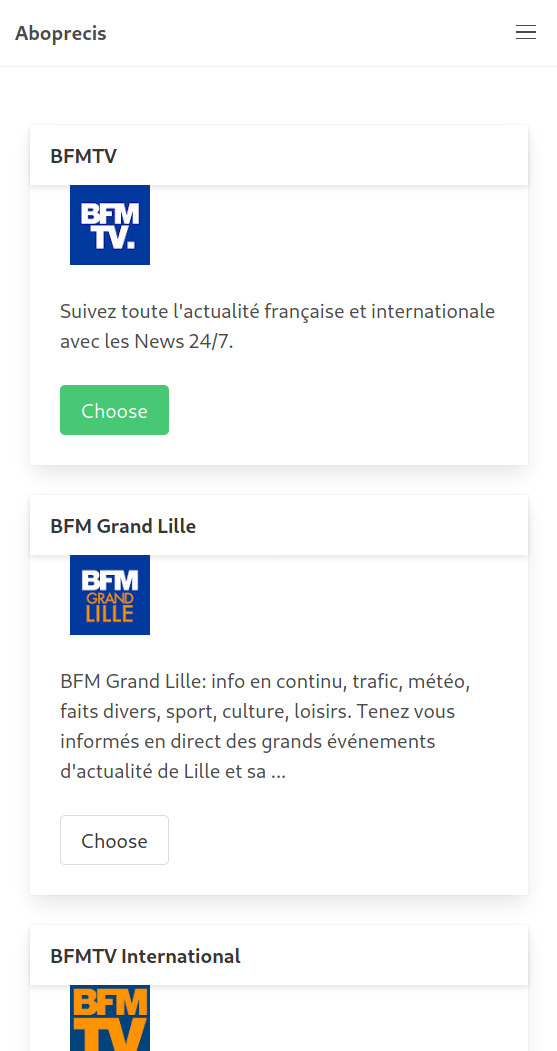 Aboprecis
BFMTV
BFM
TV.
Suivez toute l'actualité française et internationale
avec les News 24/7.
Choose
BFM Grand Lille
BFM
GRAND
LILLE
BFM Grand Lille: info en continu, trafic, météo,
faits divers, sport, culture, loisirs. Tenez vous
informés en direct des grands événements
d'actualité de Lille et sa ...
Choose
BFMTV International
BFM
TV